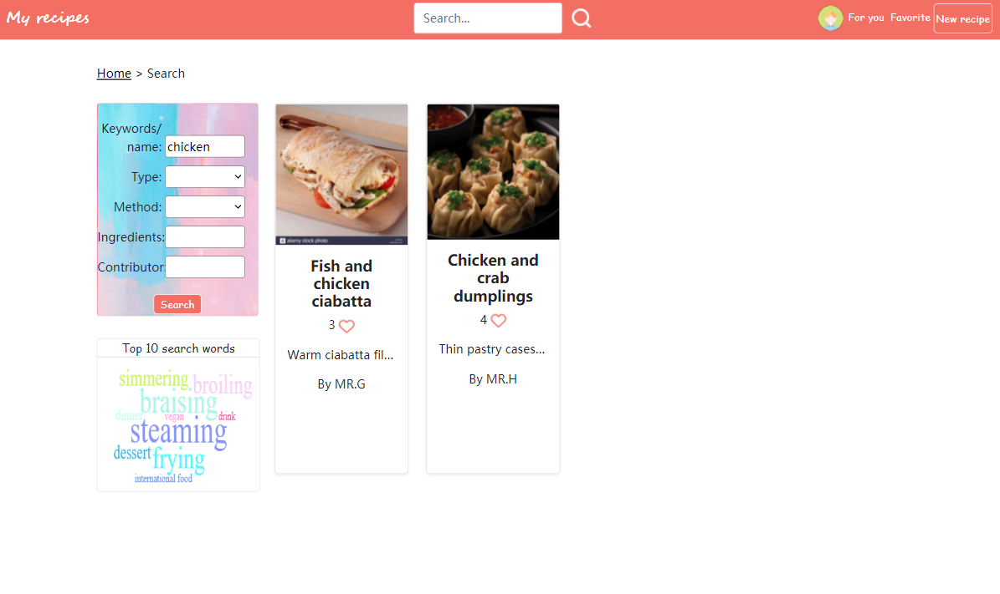 My recipes
Search...
For you Favorite New recipe
Home > Search
Keywords/
name: chicken
Type:
Method:
Ingredients:
Contributor:
Search
Top 10 search words
simmering
broiling
braising
dinner
vegan
drink
steaming
dessert
frying
international food
alamy stock photo
Fish and
chicken
ciabatta
3
Warm ciabatta fil...
By MR.G
Chicken and
crab
dumplings
4
Thin pastry cases...
By MR.H